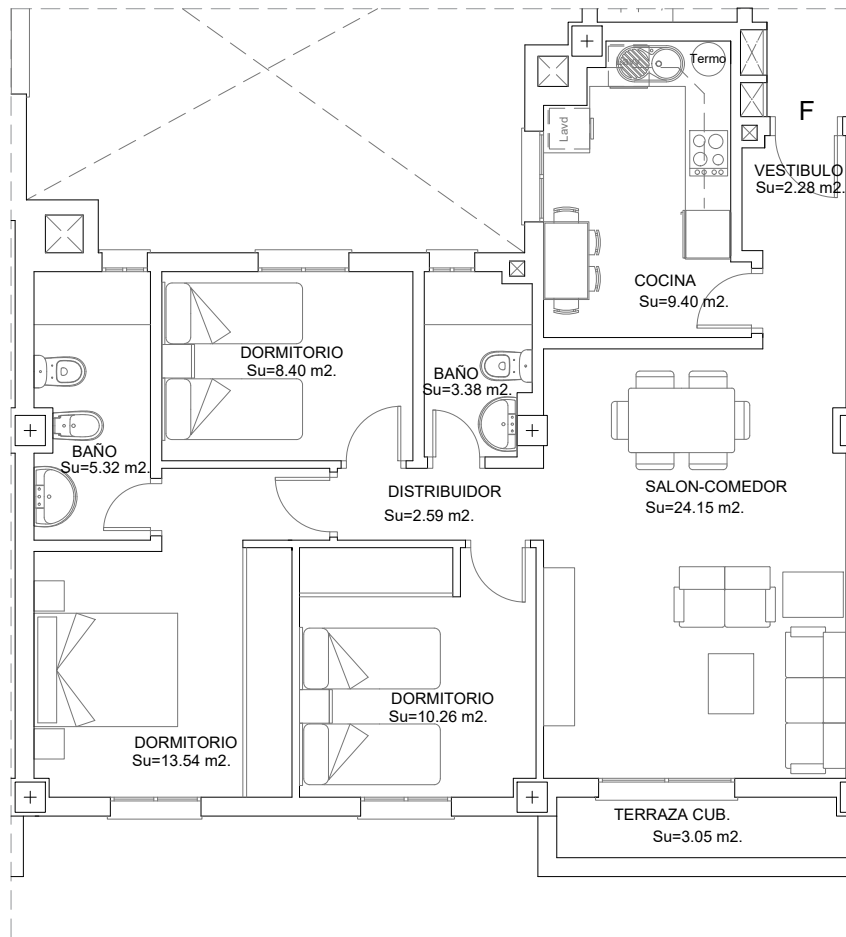 Termo
F
Lavd
VESTIBULO
Su=2.28 m2.
COCINA
Su=9.40 m2.
DORMITORIO
Su=8.40 m2.
BAÑO
Su=3.38 m2.
BAÑO
Su=5.32 m2.
DISTRIBUIDOR
Su=2.59 m2.
SALON-COMEDOR
Su=24.15 m2.
DORMITORIO
Su=10.26 m2.
DORMITORIO
Su=13.54 m2.
TERRAZA CUB.
Su=3.05 m2.